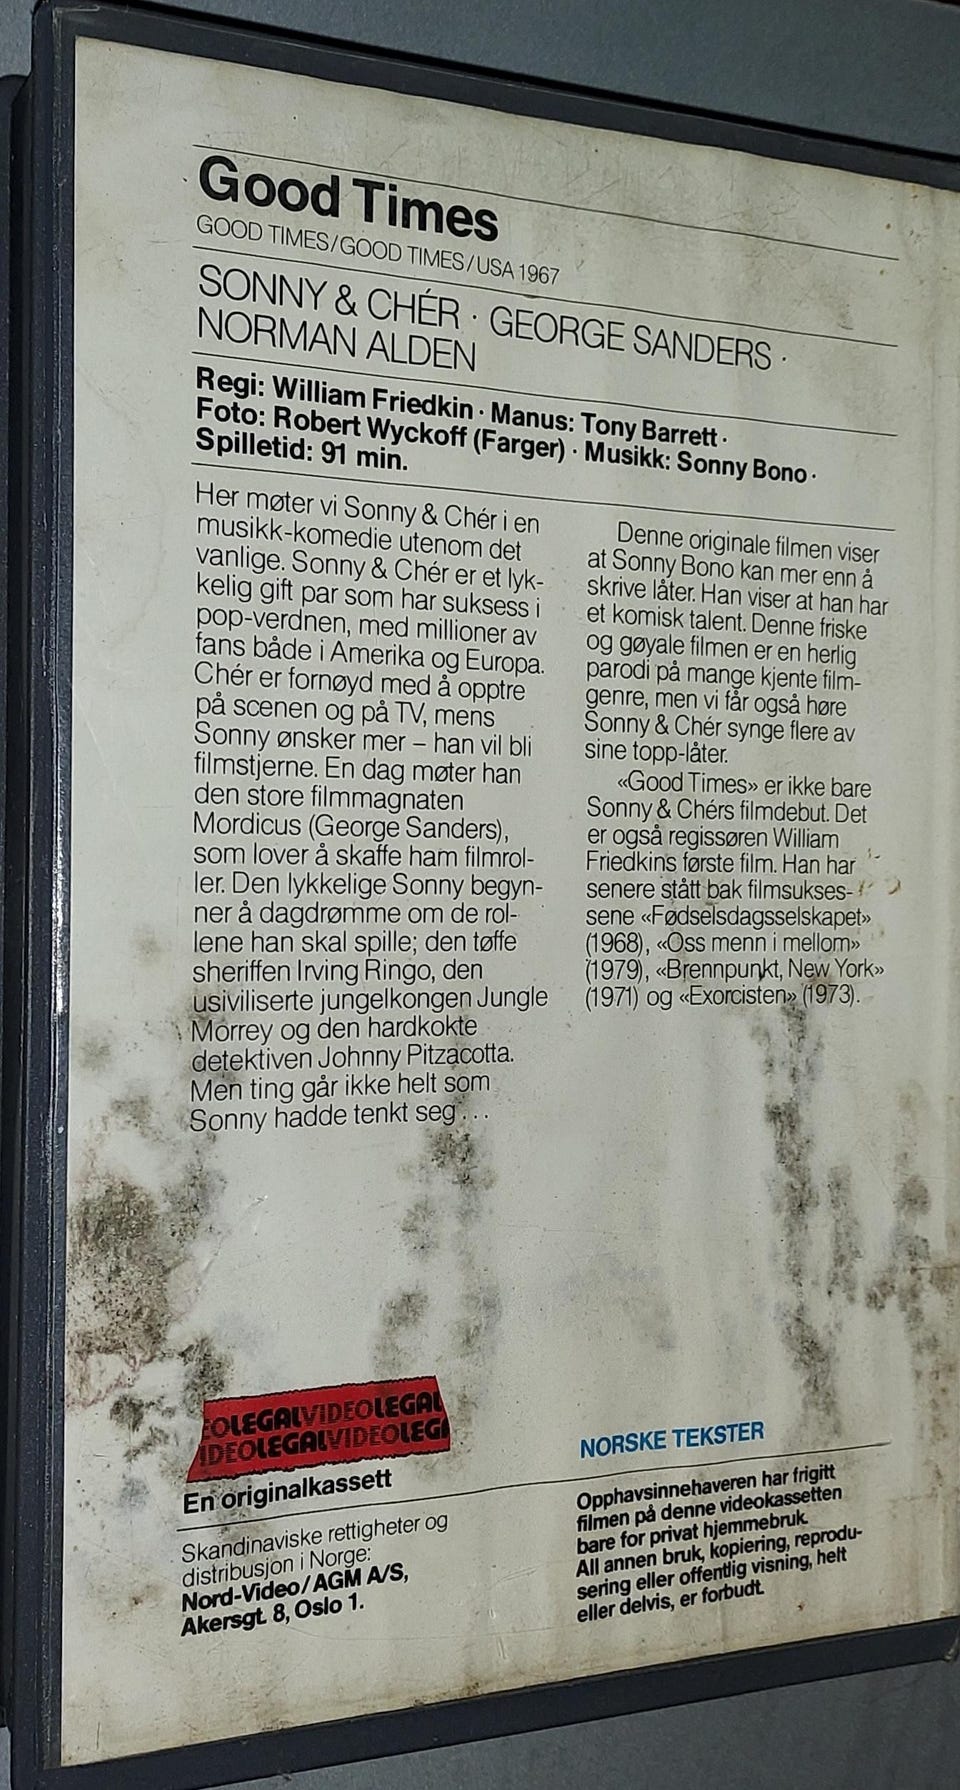 Good Times
GOOD TIMES/GOOD TIMES/USA 1967
SONNY & CHÉR · GEORGE SANDERS ·
NORMAN ALDEN
Regi: William Friedkin · Manus: Tony Barrett ·
Foto: Robert Wyckoff (Farger) · Musikk: Sonny Bono ·
Spilletid: 91 min.
Her møter vi Sonny & Chér i en
musikk-komedie utenom det
vanlige. Sonny & Chér er et lyk-
kelig gift par som har suksess i
pop-verdnen, med millioner av
fans både i Amerika og Europa.
Chér er fornøyd med å opptre
på scenen og på TV, mens
Sonny ønsker mer – han vil bli
filmstjerne. En dag møter han
den store filmmagnaten
Mordicus (George Sanders),
som lover å skaffe ham filmrol-
ler. Den lykkelige Sonny begyn-
ner å dagdrømme om de rol-
lene han skal spille; den tøffe
sheriffen Irving Ringo, den
usiviliserte jungelkongen Jungle
Morrey og den hardkokte
detektiven Johnny Pitzacotta.
Men ting går ikke helt som
Sonny hadde tenkt seg . . .
Denne originale filmen viser
at Sonny Bono kan mer enn å
skrive låter. Han viser at han har
et komisk talent. Denne friske
og gøyale filmen er en herlig
parodi på mange kjente film-
genre, men vi får også høre
Sonny & Chér synge flere av
sine topp-låter.
«Good Times» er ikke bare
Sonny & Chérs filmdebut. Det
er også regissøren William
Friedkins første film. Han har
senere stått bak filmsukses-
sene «Fødselsdagsselskapet»
(1968), «Oss menn i mellom»
(1979), «Brennpunkt, New York»
(1971) og «Exorcisten» (1973).
EOLEGALVIDEOLEGAL
IDEOLEGALVIDEOLEGA
En originalkassett
Skandinaviske rettigheter og
distribusjon i Norge:
Nord-Video/AGM A/S,
Akersgt. 8, Oslo 1.
NORSKE TEKSTER
Opphavsinnehaveren har frigitt
filmen på denne videokassetten
bare for privat hjemmebruk.
All annen bruk, kopiering, reprodu-
sering eller offentlig visning, helt
eller delvis, er forbudt.